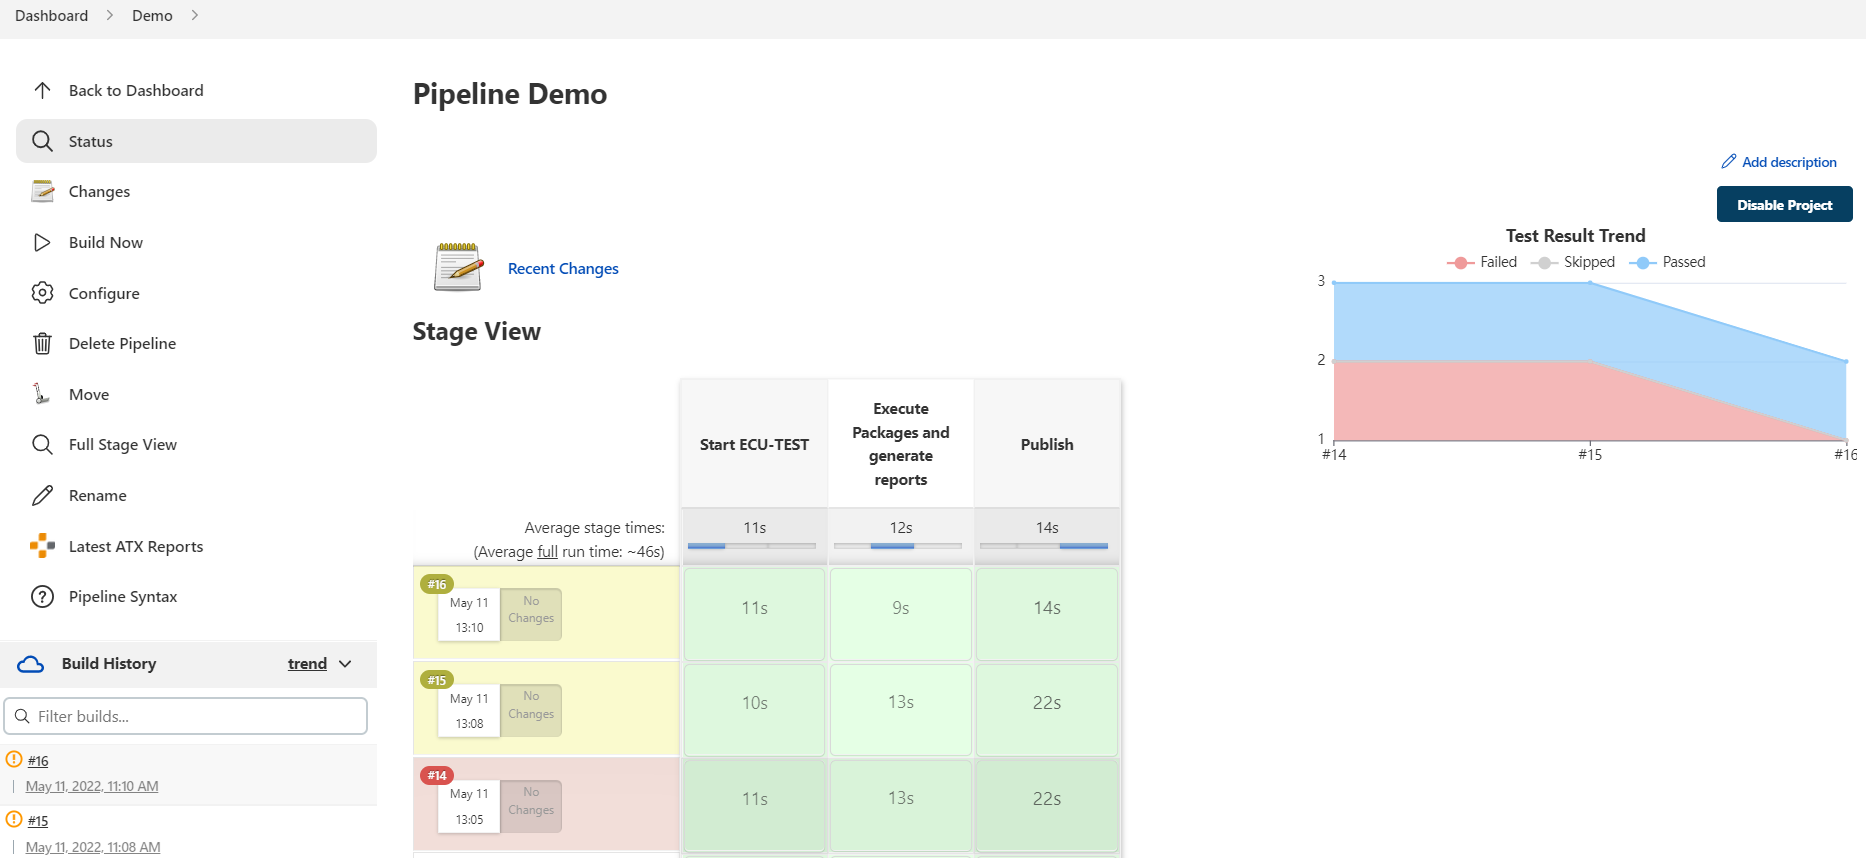 Dashboard
Demo
Back to Dashboard
Status
Changes
Build Now
Configure
Delete Pipeline
Move
Full Stage View
Rename
Latest ATX Reports
Pipeline Syntax
Build History
trend
Filter builds...
#16
May 11, 2022, 11:10 AM
#15
May 11, 2022, 11:08 AM
Pipeline Demo
Add description
Disable Project
Recent Changes
Test Result Trend
Failed
Skipped
Passed
3
2
1
#14
#15
#16
Stage View
Start ECU-TEST
Execute
Packages and
generate
reports
Publish
Average stage times:
(Average full run time: ~46s)
11s
12s
14s
#16
May 11
13:10
No
Changes
11s
9s
14s
#15
May 11
13:08
No
Changes
10s
13s
22s
#14
May 11
13:05
No
Changes
11s
13s
22s